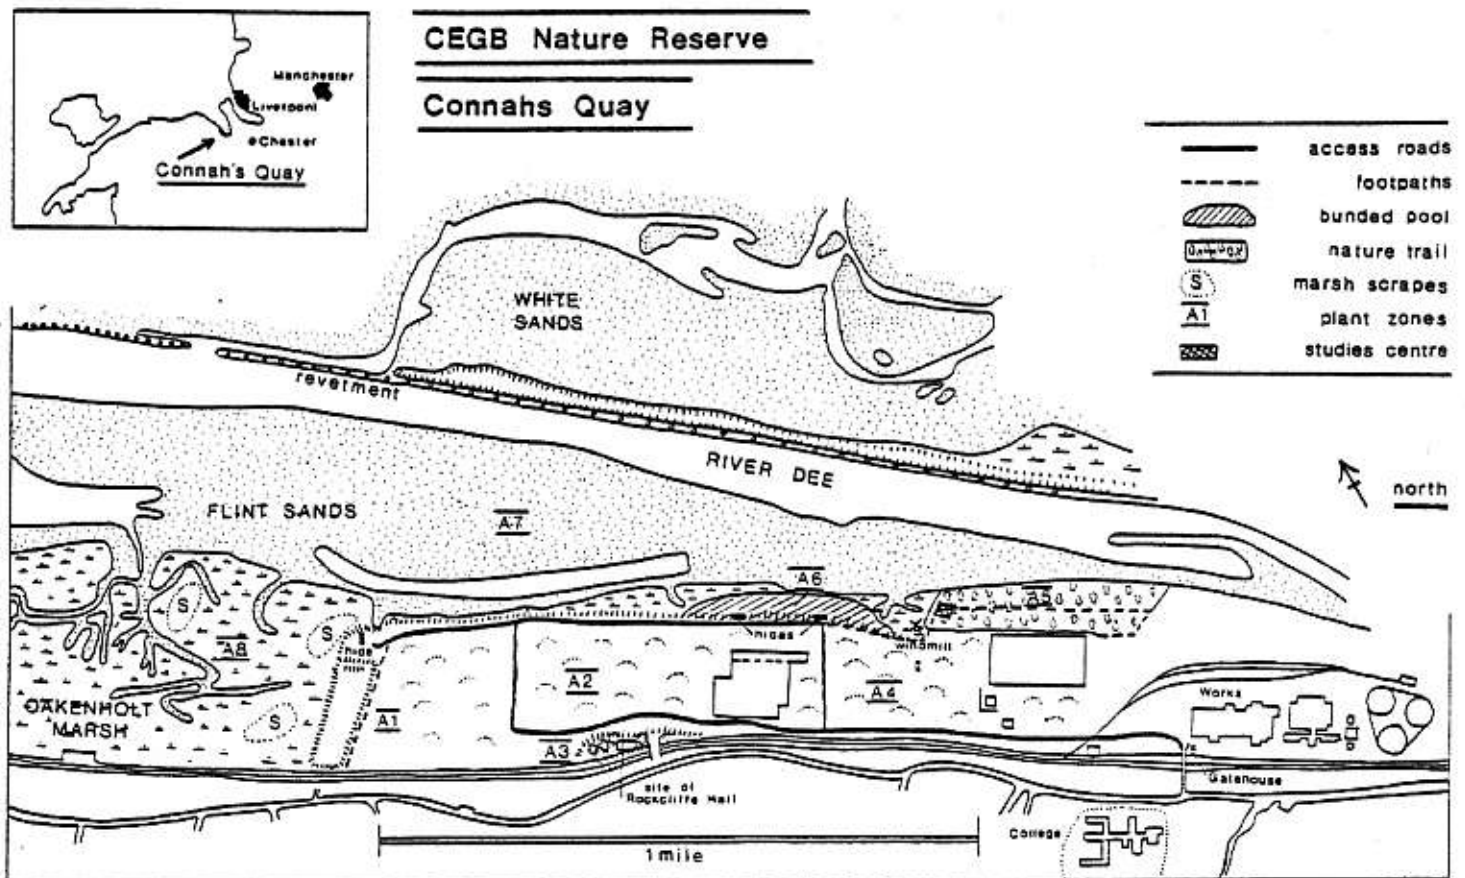 CEGB Nature Reserve
Connahs Quay
Manchester
Liverpool
Chester
Connah's Quay
access roads
footpaths
bunded pool
nature trail
S
marsh scrapes
A1
plant zones
studies centre
WHITE
SANDS
revetment
RIVER DEE
north
FLINT SANDS
A7
A6
A5
S
S
hide
hides
windmill
A8
A2
A4
OAKENHOLT
MARSH
S
A1
A3
Works
site of
Rockcliffe Hall
Gatehouse
College
1 mile